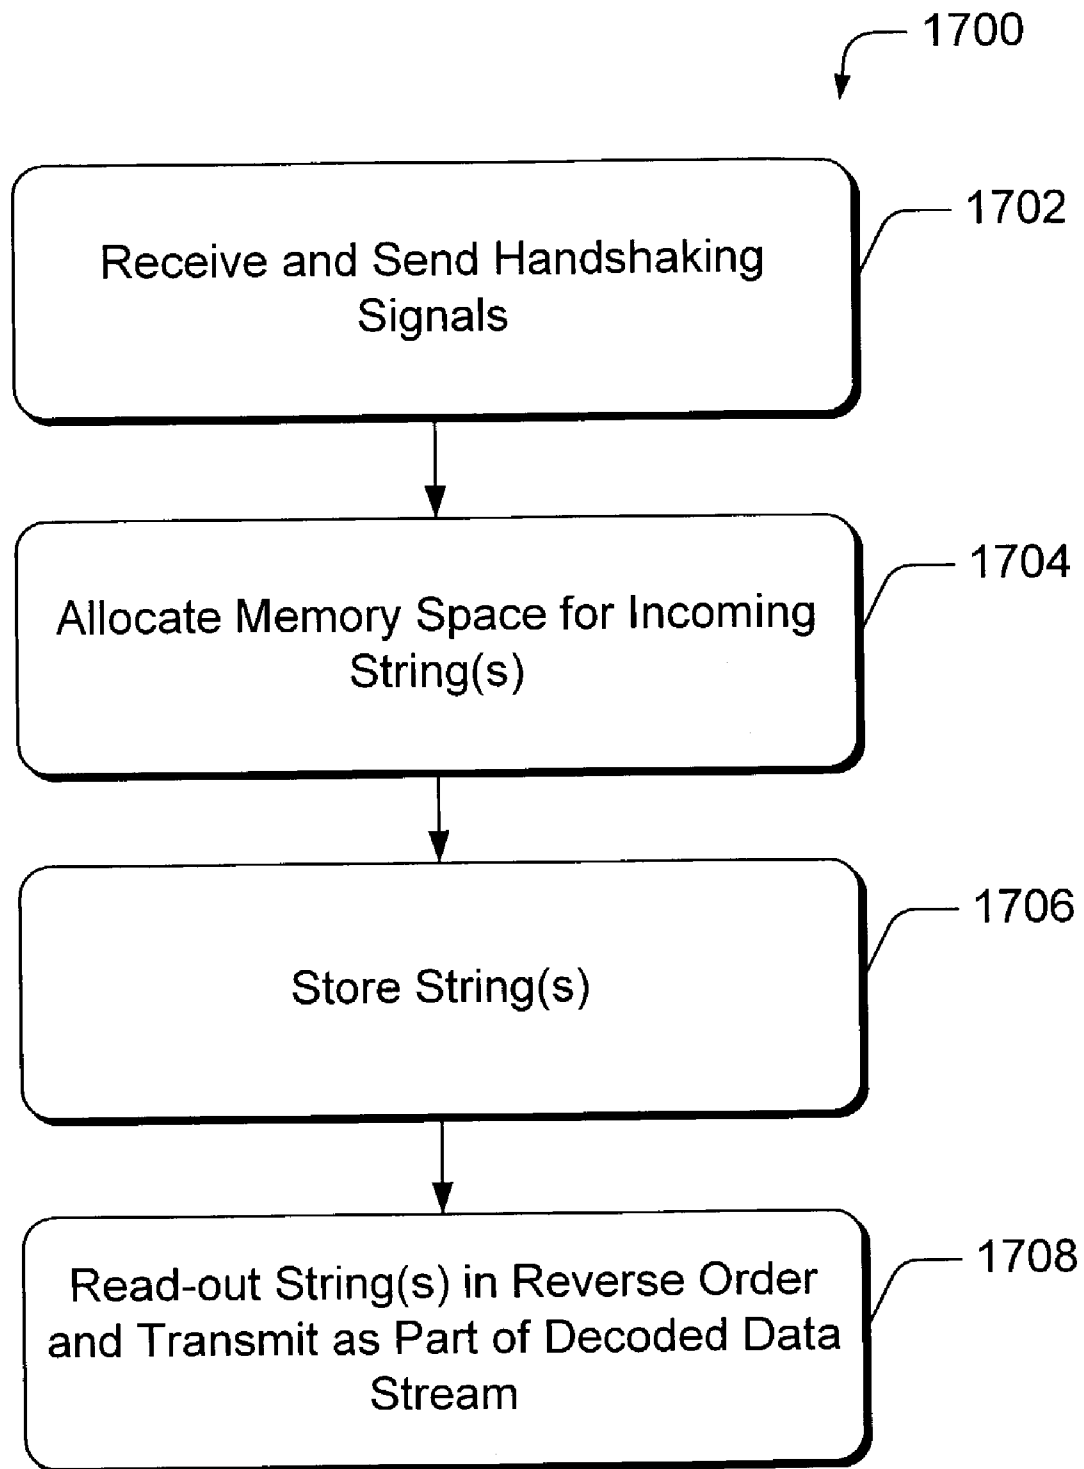 1700
1702
Receive and Send Handshaking
Signals
1704
Allocate Memory Space for Incoming
String(s)
1706
Store String(s)
1708
Read-out String(s) in Reverse Order
and Transmit as Part of Decoded Data
Stream